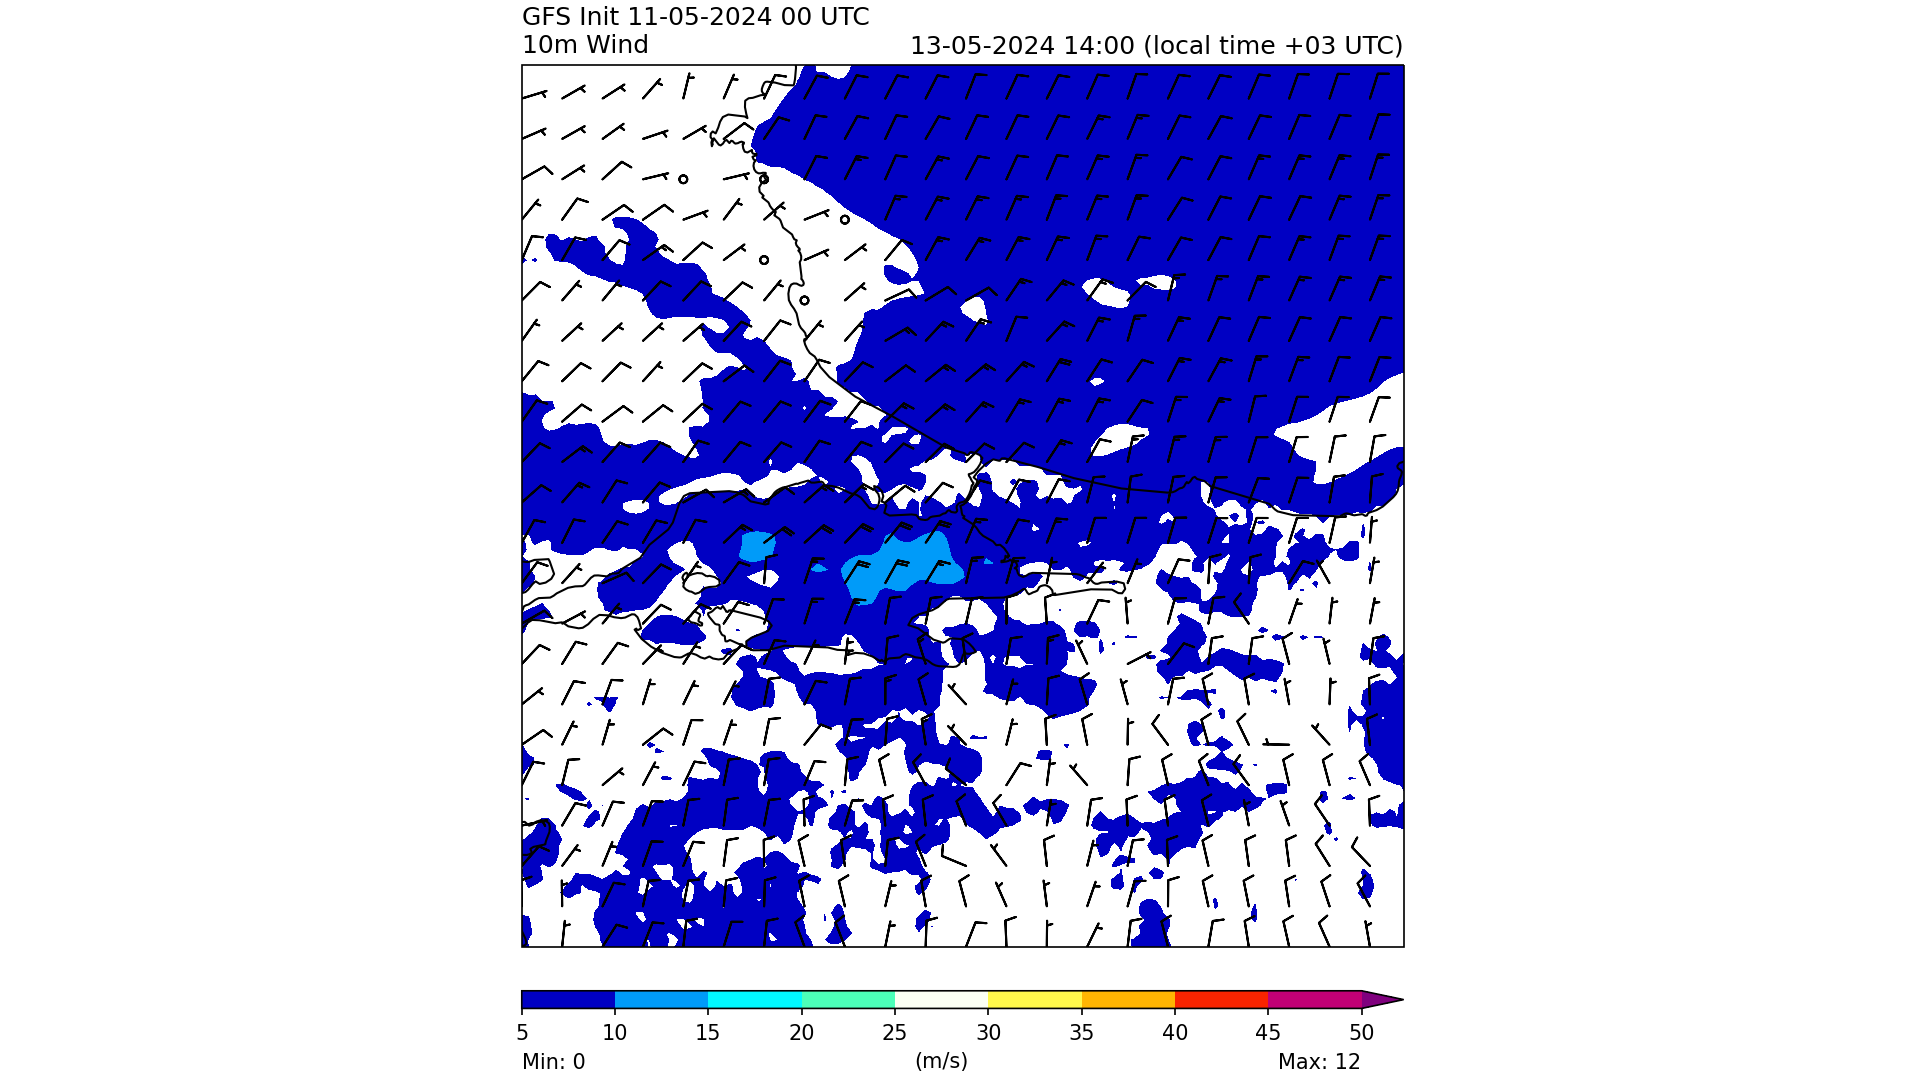 GFS Init 11-05-2024 00 UTC
10m Wind
13-05-2024 14:00 (local time +03 UTC)
5 10 15 20 25 30 35 40 45 50
Min: 0 (m/s) Max: 12